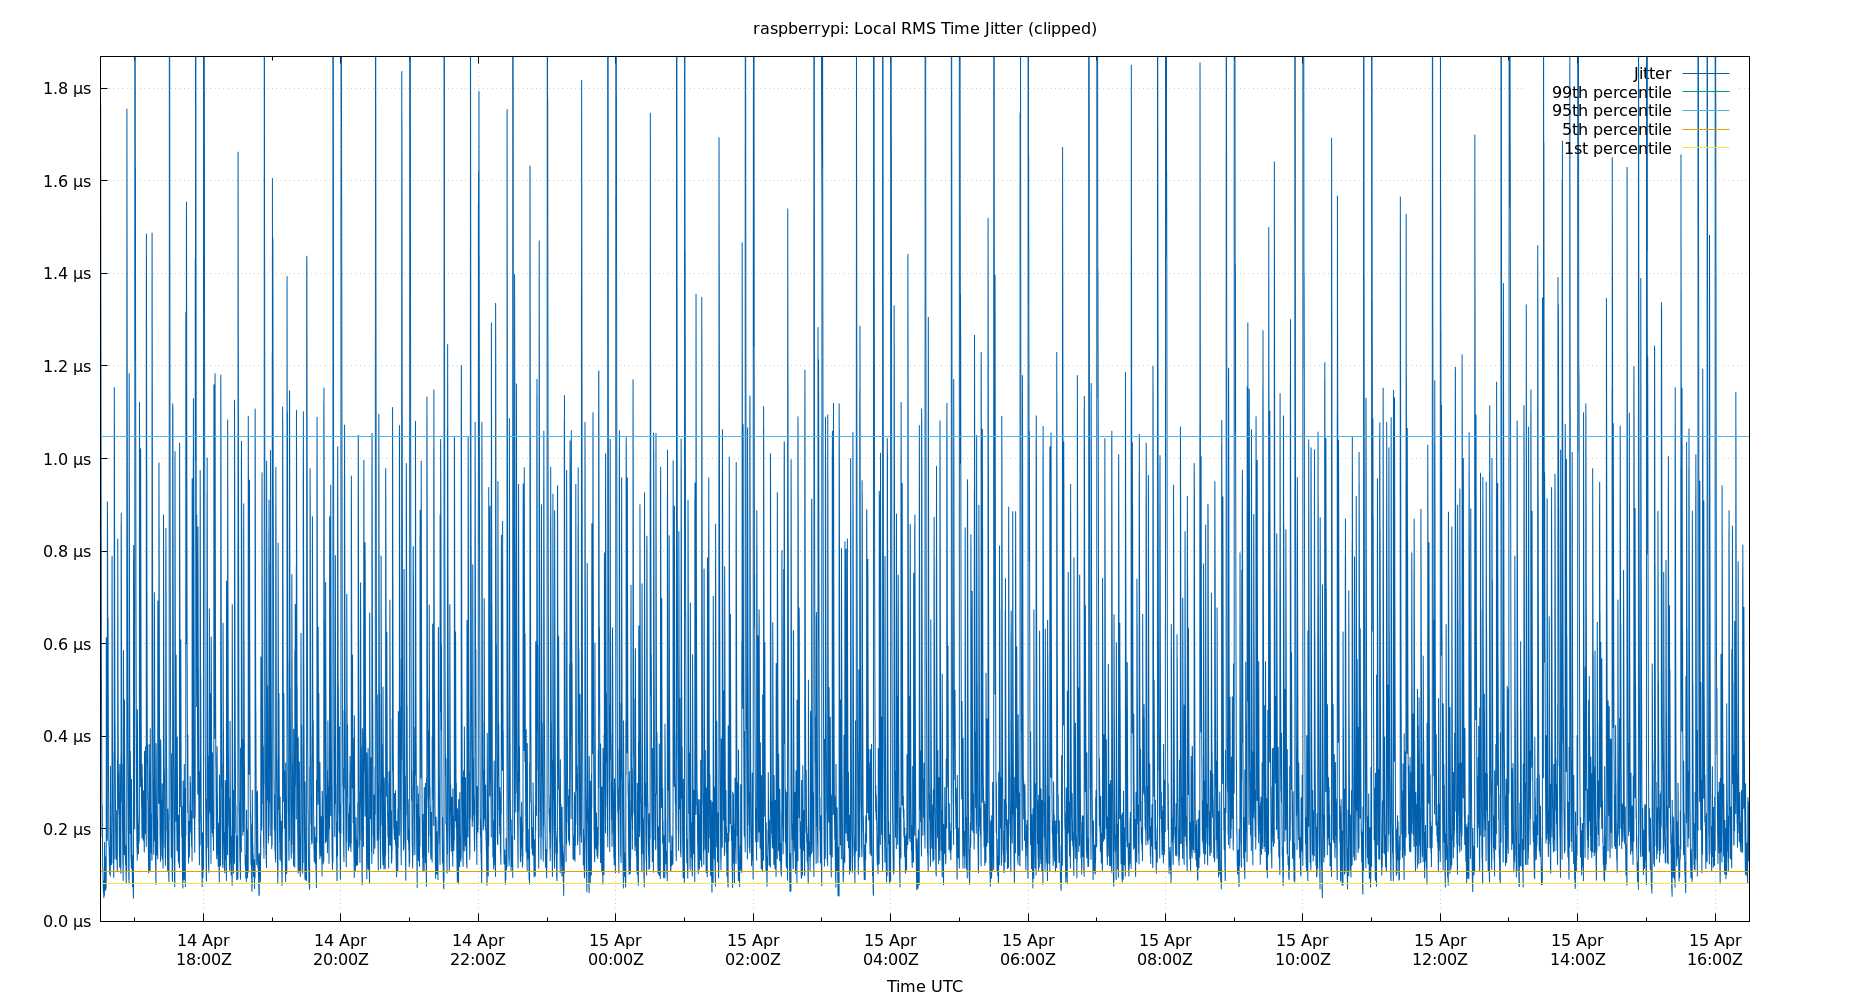 raspberrypi: Local RMS Time Jitter (clipped)
Jitter
99th percentile
95th percentile
5th percentile
1st percentile
1.8 µs
1.6 µs
1.4 µs
1.2 µs
1.0 µs
0.8 µs
0.6 µs
0.4 µs
0.2 µs
0.0 µs
14 Apr 14 Apr 14 Apr 15 Apr 15 Apr 15 Apr 15 Apr 15 Apr 15 Apr 15 Apr 15 Apr 15 Apr
18:00Z 20:00Z 22:00Z 00:00Z 02:00Z 04:00Z 06:00Z 08:00Z 10:00Z 12:00Z 14:00Z 16:00Z
Time UTC